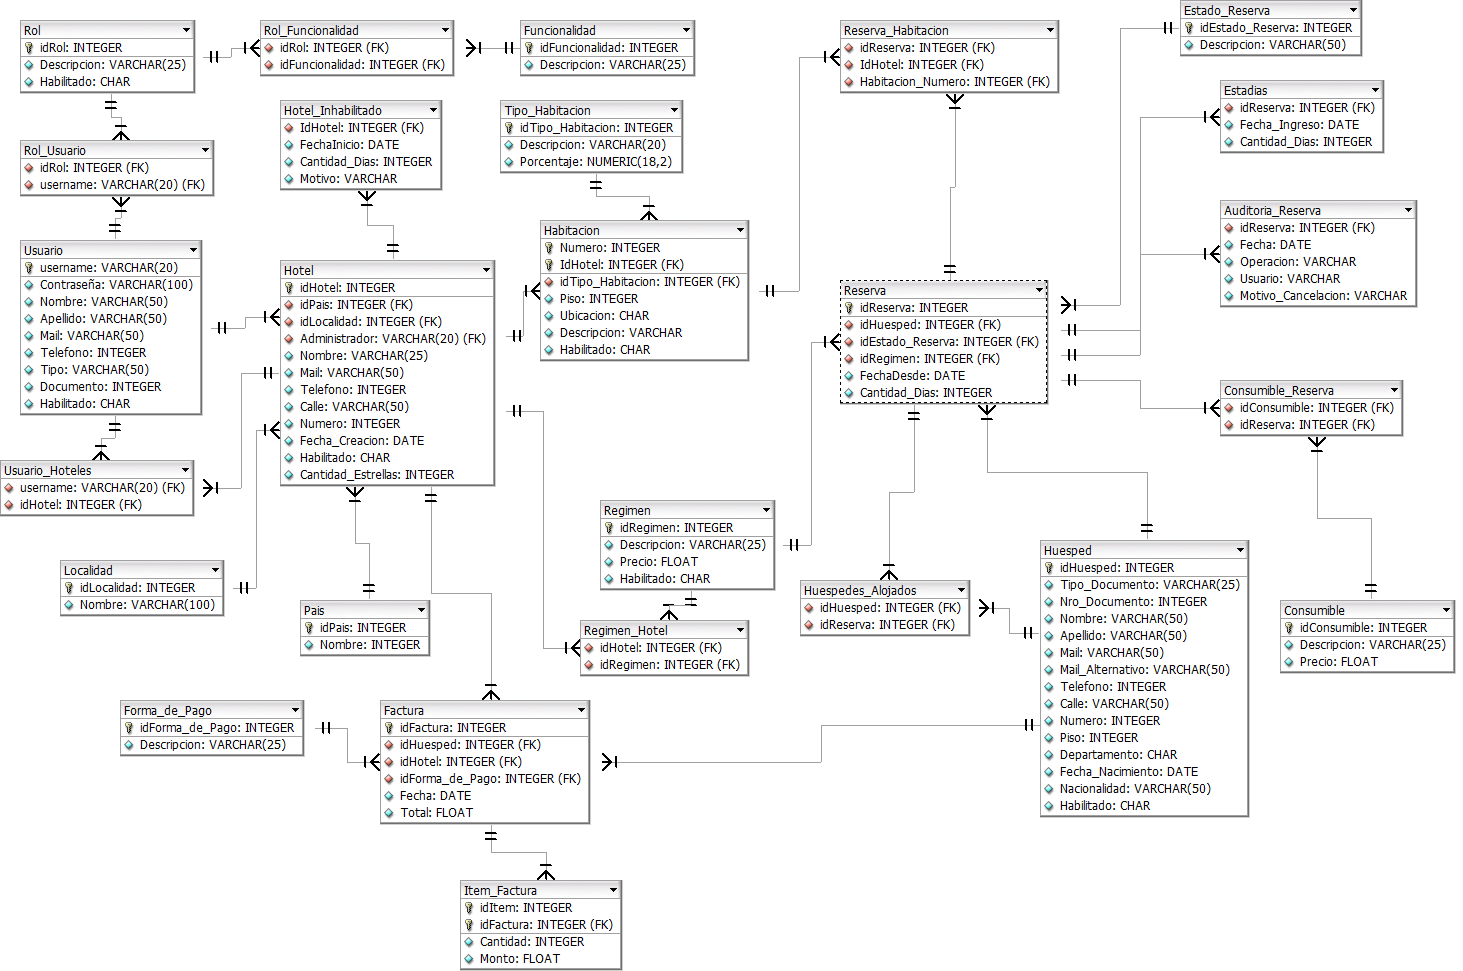 Rol
idRol: INTEGER
Descripcion: VARCHAR(25)
Habilitado: CHAR
Rol_Funcionalidad
idRol: INTEGER (FK)
idFuncionalidad: INTEGER (FK)
Funcionalidad
idFuncionalidad: INTEGER
Descripcion: VARCHAR(25)
Reserva_Habitacion
idReserva: INTEGER (FK)
IdHotel: INTEGER (FK)
Habitacion_Numero: INTEGER (FK)
Estado_Reserva
idEstado_Reserva: INTEGER
Descripcion: VARCHAR(50)
Estadias
idReserva: INTEGER (FK)
Fecha_Ingreso: DATE
Cantidad_Dias: INTEGER
Hotel_Inhabilitado
IdHotel: INTEGER (FK)
FechaInicio: DATE
Cantidad_Dias: INTEGER
Motivo: VARCHAR
Tipo_Habitacion
idTipo_Habitacion: INTEGER
Descripcion: VARCHAR(20)
Porcentaje: NUMERIC(18,2)
Rol_Usuario
idRol: INTEGER (FK)
username: VARCHAR(20) (FK)
Auditoria_Reserva
idReserva: INTEGER (FK)
Fecha: DATE
Operacion: VARCHAR
Usuario: VARCHAR
Motivo_Cancelacion: VARCHAR
Habitacion
Numero: INTEGER
IdHotel: INTEGER (FK)
idTipo_Habitacion: INTEGER (FK)
Piso: INTEGER
Ubicacion: CHAR
Descripcion: VARCHAR
Habilitado: CHAR
Usuario
username: VARCHAR(20)
Contraseña: VARCHAR(100)
Nombre: VARCHAR(50)
Apellido: VARCHAR(50)
Mail: VARCHAR(50)
Telefono: INTEGER
Tipo: VARCHAR(50)
Documento: INTEGER
Habilitado: CHAR
Hotel
idHotel: INTEGER
idPais: INTEGER (FK)
idLocalidad: INTEGER (FK)
Administrador: VARCHAR(20) (FK)
Nombre: VARCHAR(25)
Mail: VARCHAR(50)
Telefono: INTEGER
Calle: VARCHAR(50)
Numero: INTEGER
Fecha_Creacion: DATE
Habilitado: CHAR
Cantidad_Estrellas: INTEGER
Reserva
idReserva: INTEGER
idHuesped: INTEGER (FK)
idEstado_Reserva: INTEGER (FK)
idRegimen: INTEGER (FK)
FechaDesde: DATE
Cantidad_Dias: INTEGER
Consumible_Reserva
idConsumible: INTEGER (FK)
idReserva: INTEGER (FK)
Usuario_Hoteles
username: VARCHAR(20) (FK)
idHotel: INTEGER (FK)
Regimen
idRegimen: INTEGER
Descripcion: VARCHAR(25)
Precio: FLOAT
Habilitado: CHAR
Huesped
idHuesped: INTEGER
Tipo_Documento: VARCHAR(25)
Nro_Documento: INTEGER
Nombre: VARCHAR(50)
Apellido: VARCHAR(50)
Mail: VARCHAR(50)
Mail_Alternativo: VARCHAR(50)
Telefono: INTEGER
Calle: VARCHAR(50)
Numero: INTEGER
Piso: INTEGER
Departamento: CHAR
Fecha_Nacimiento: DATE
Nacionalidad: VARCHAR(50)
Habilitado: CHAR
Localidad
idLocalidad: INTEGER
Nombre: VARCHAR(100)
Huespedes_Alojados
idHuesped: INTEGER (FK)
idReserva: INTEGER (FK)
Pais
idPais: INTEGER
Nombre: INTEGER
Consumible
idConsumible: INTEGER
Descripcion: VARCHAR(25)
Precio: FLOAT
Regimen_Hotel
idHotel: INTEGER (FK)
idRegimen: INTEGER (FK)
Forma_de_Pago
idForma_de_Pago: INTEGER
Descripcion: VARCHAR(25)
Factura
idFactura: INTEGER
idHuesped: INTEGER (FK)
idHotel: INTEGER (FK)
idForma_de_Pago: INTEGER (FK)
Fecha: DATE
Total: FLOAT
Item_Factura
idItem: INTEGER
idFactura: INTEGER (FK)
Cantidad: INTEGER
Monto: FLOAT